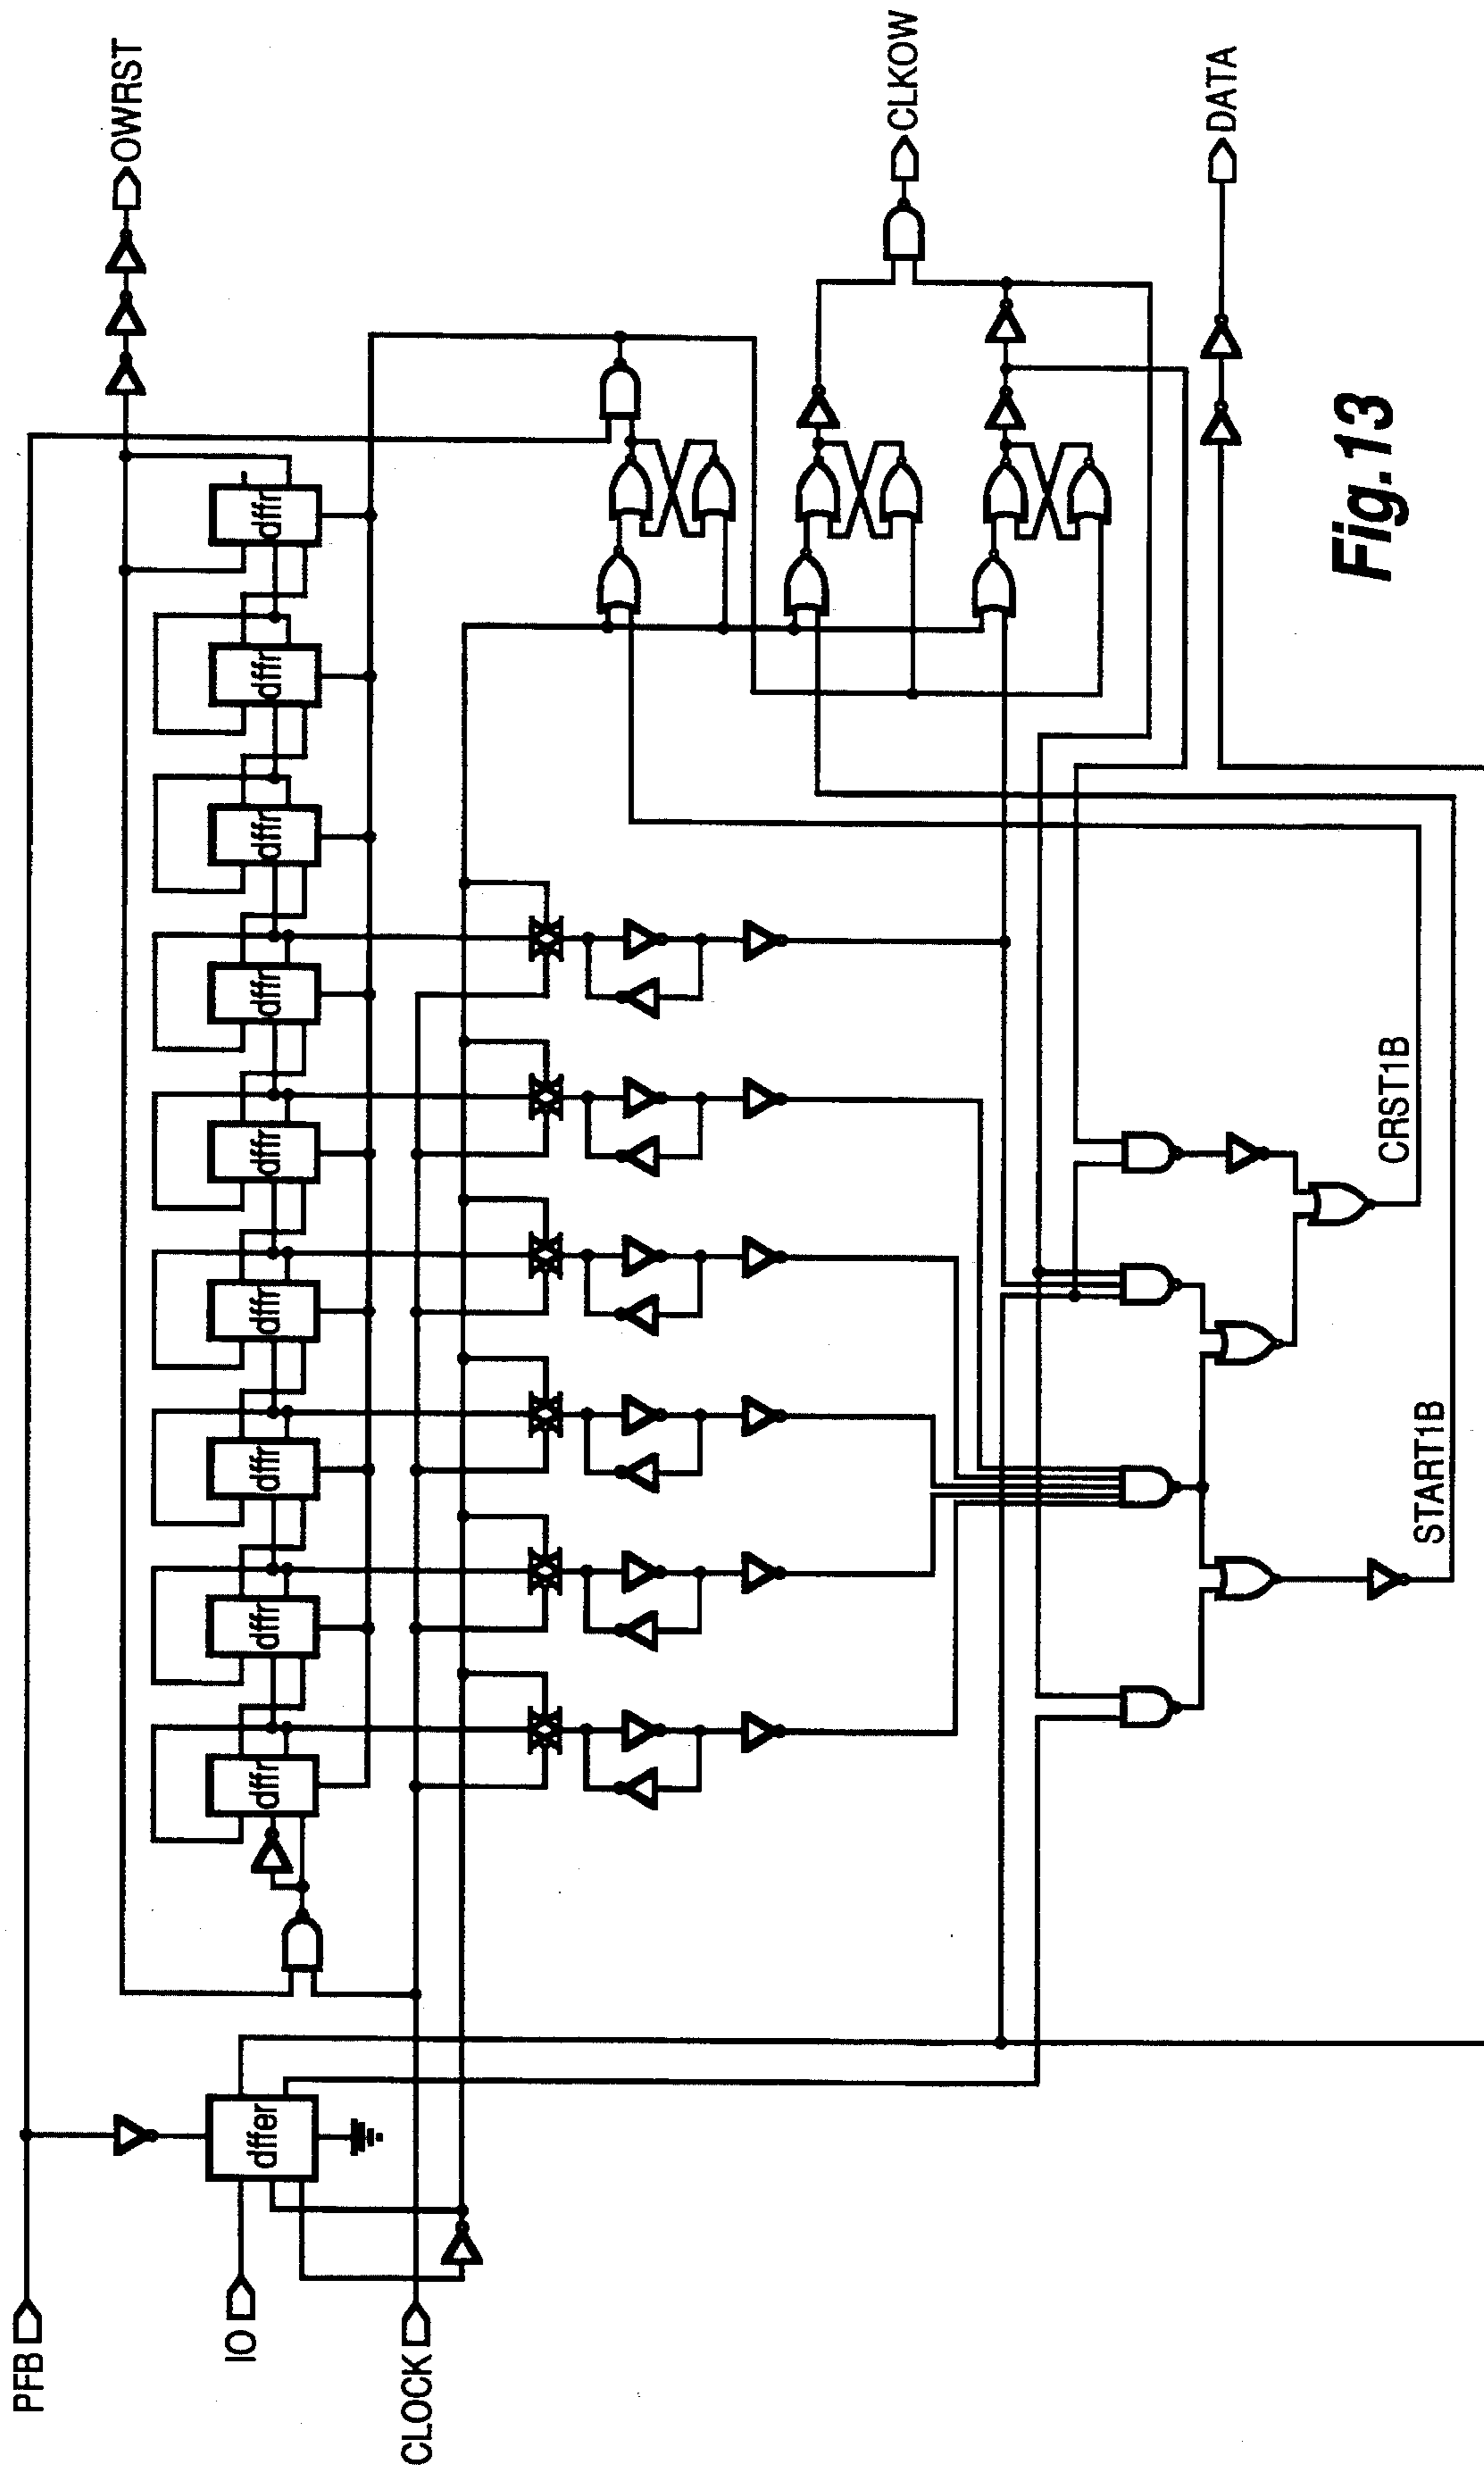 PFB
IO
CLOCK
dffer
dffr
dffr
dffr
dffr
dffr
dffr
dffr
dffr
dffr
OWRST
CLKOW
DATA
START1B
CRST1B
Fig.13